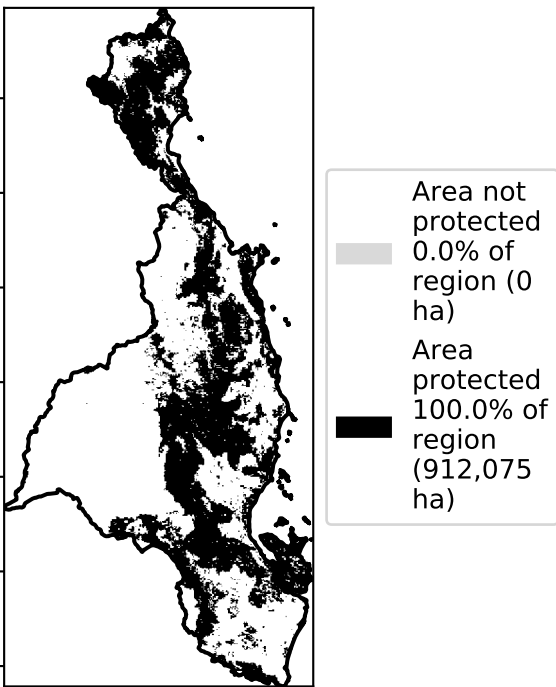 Area not
protected
0.0% of
region (0
ha)
Area
protected
100.0% of
region
(912,075
ha)